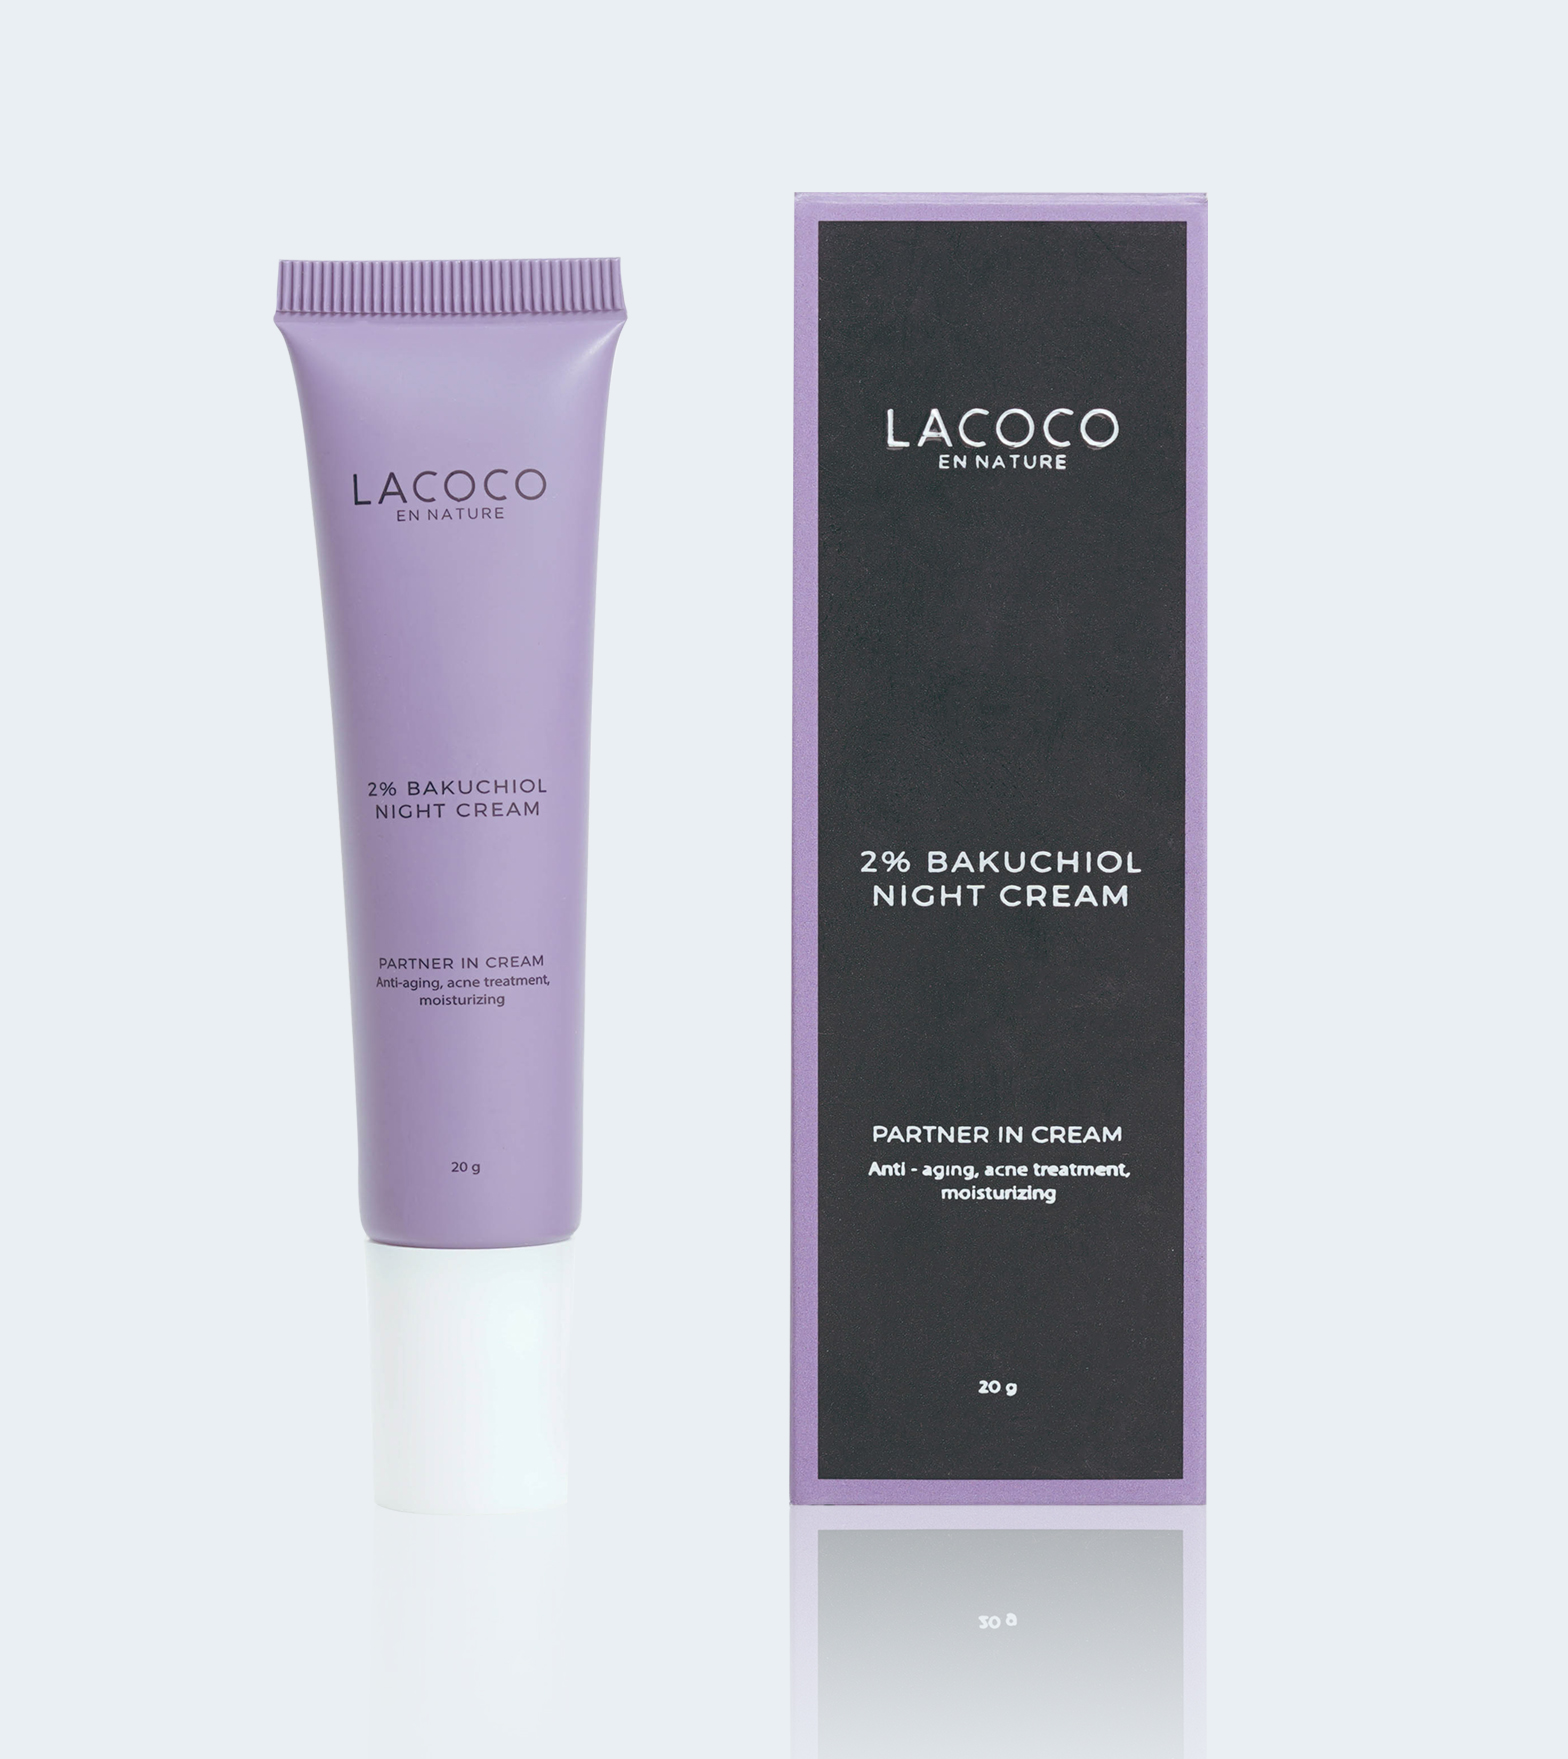 LACOCO
EN NATURE
2% BAKUCHIOL
NIGHT CREAM
PARTNER IN CREAM
Anti-aging, acne treatment,
moisturizing
20 g
LACOCO
EN NATURE
2% BAKUCHIOL
NIGHT CREAM
PARTNER IN CREAM
Anti - aging, acne treatment,
moisturizing
20 g